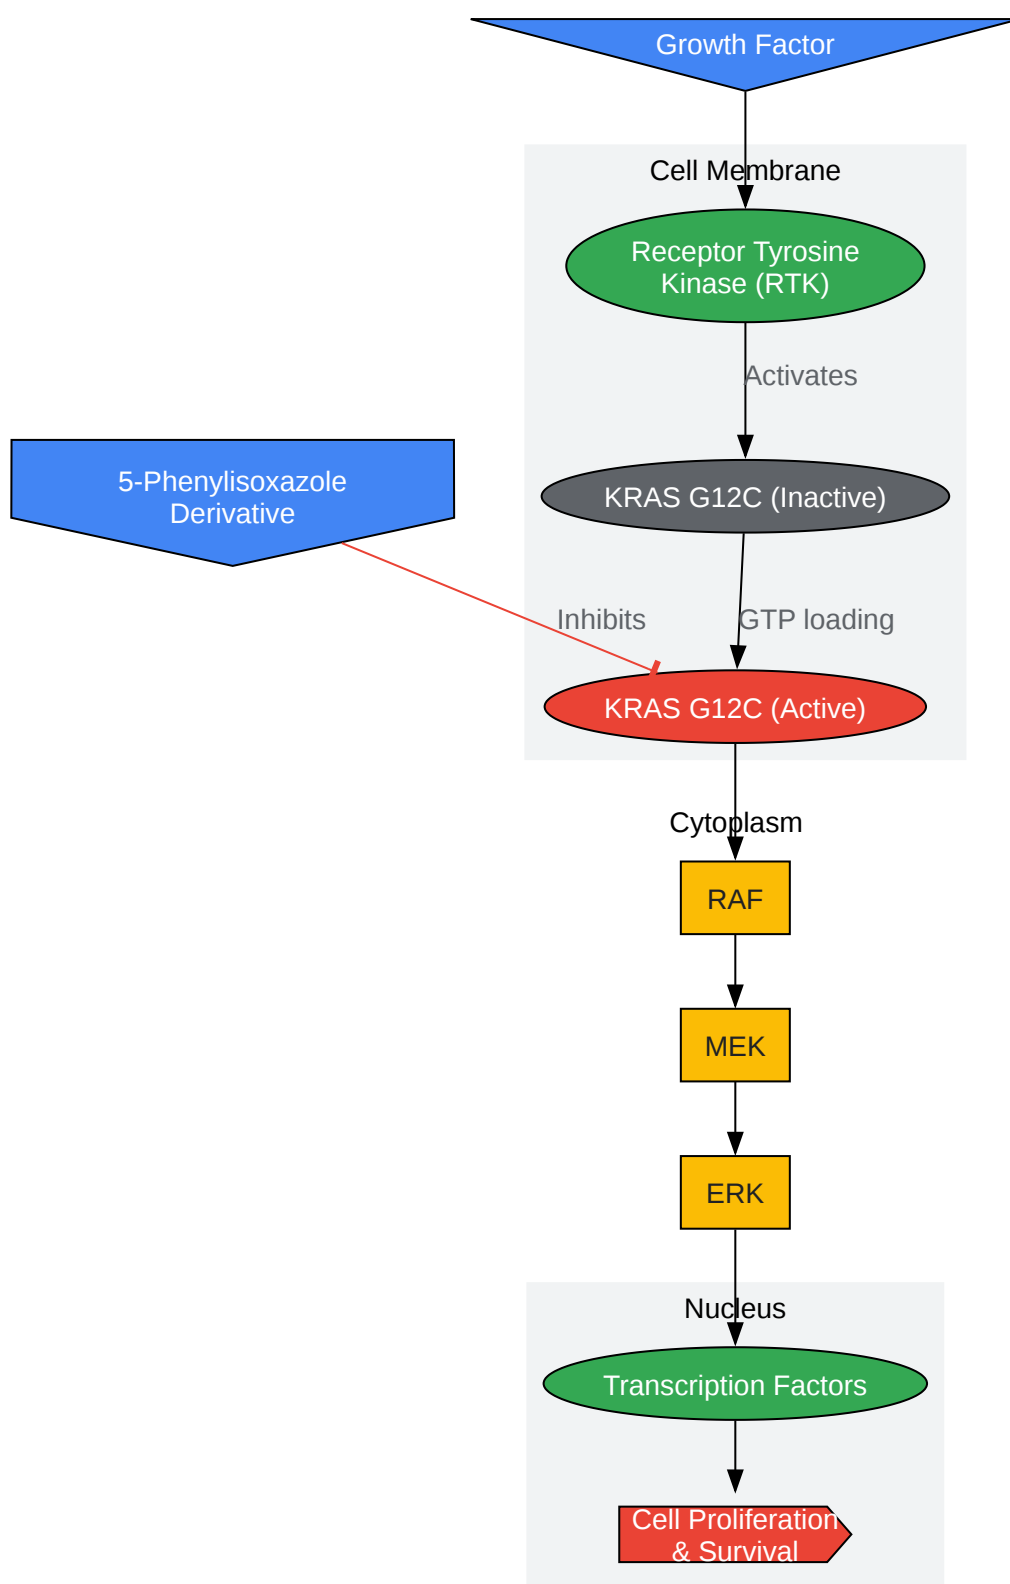 Growth Factor
Cell Membrane
Receptor Tyrosine
Kinase (RTK)
Activates
5-Phenylisoxazole
Derivative
KRAS G12C (Inactive)
Inhibits
GTP loading
KRAS G12C (Active)
Cytoplasm
RAF
MEK
ERK
Nucleus
Transcription Factors
Cell Proliferation
& Survival